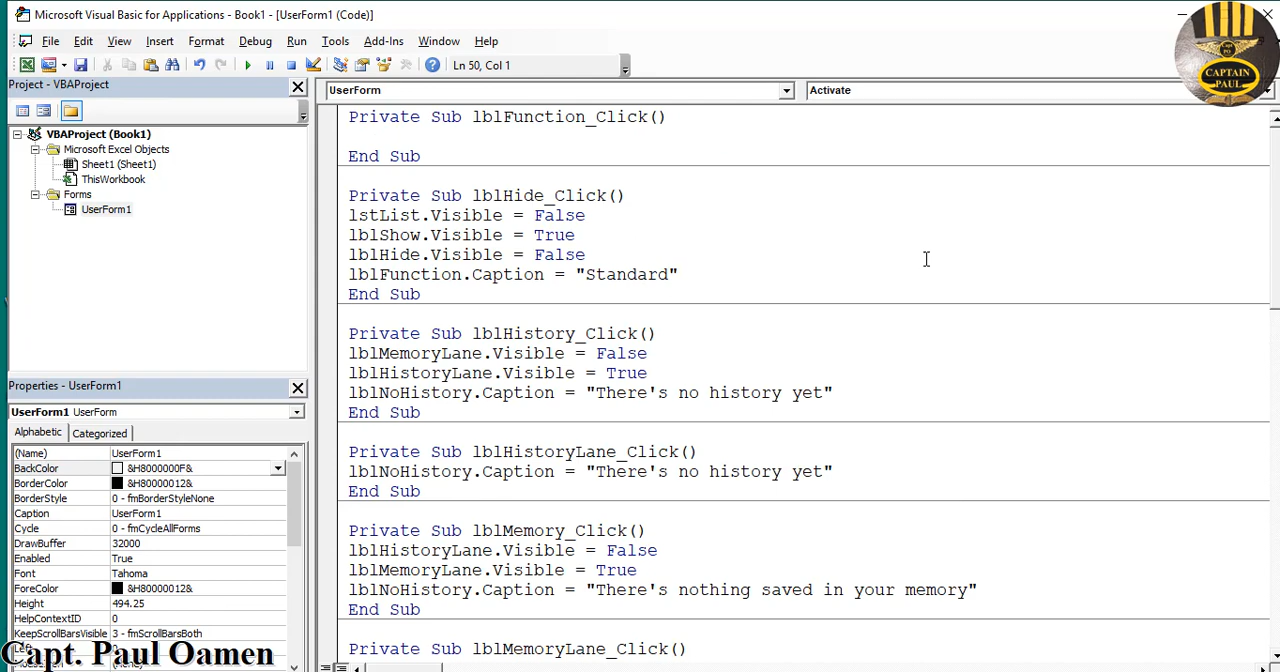 Microsoft Visual Basic for Applications - Book1 - [UserForm1 (Code)]
File Edit View Insert Format Debug Run Tools Add-Ins Window Help
Ln 50, Col 1
CAPTAIN
PAUL
Project - VBAProject
UserForm
Activate
VBAProject (Book1)
Microsoft Excel Objects
Sheet1 (Sheet1)
ThisWorkbook
Forms
UserForm1
Private Sub lblFunction_Click()
End Sub
Private Sub lblHide_Click()
lstList.Visible = False
lblShow.Visible = True
lblHide.Visible = False
lblFunction.Caption = "Standard"
End Sub
Private Sub lblHistory_Click()
lblMemoryLane.Visible = False
lblHistoryLane.Visible = True
lblNoHistory.Caption = "There's no history yet"
End Sub
Private Sub lblHistoryLane_Click()
lblNoHistory.Caption = "There's no history yet"
End Sub
Private Sub lblMemory_Click()
lblHistoryLane.Visible = False
lblMemoryLane.Visible = True
lblNoHistory.Caption = "There's nothing saved in your memory"
End Sub
Private Sub lblMemoryLane_Click()
Properties - UserForm1
UserForm1 UserForm
Alphabetic Categorized
(Name) UserForm1
BackColor &H8000000F&
BorderColor &H80000012&
BorderStyle 0 - fmBorderStyleNone
Caption UserForm1
Cycle 0 - fmCycleAllForms
DrawBuffer 32000
Enabled True
Font Tahoma
ForeColor &H80000012&
Height 494.25
HelpContextID 0
KeepScrollBarsVisible 3 - fmScrollBarsBoth
Capt. Paul Oamen